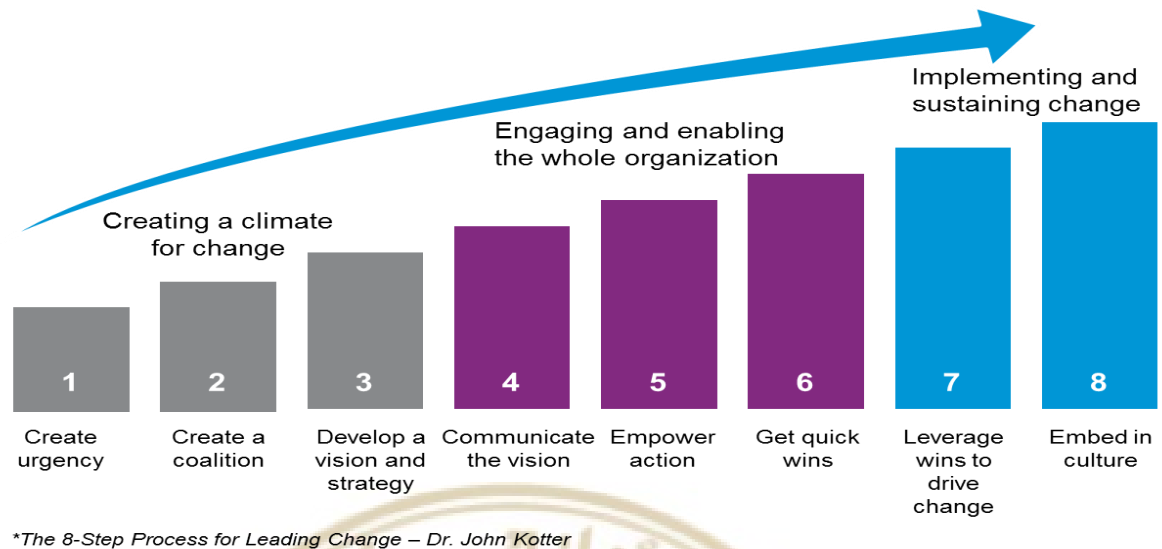 Implementing and
sustaining change
Engaging and enabling
the whole organization
Creating a climate
for change
1
2
3
4
5
6
7
8
Create
urgency
Create a
coalition
Develop a
vision and
strategy
Communicate
the vision
Empower
action
Get quick
wins
Leverage
wins to
drive
change
Embed in
culture
*The 8-Step Process for Leading Change – Dr. John Kotter